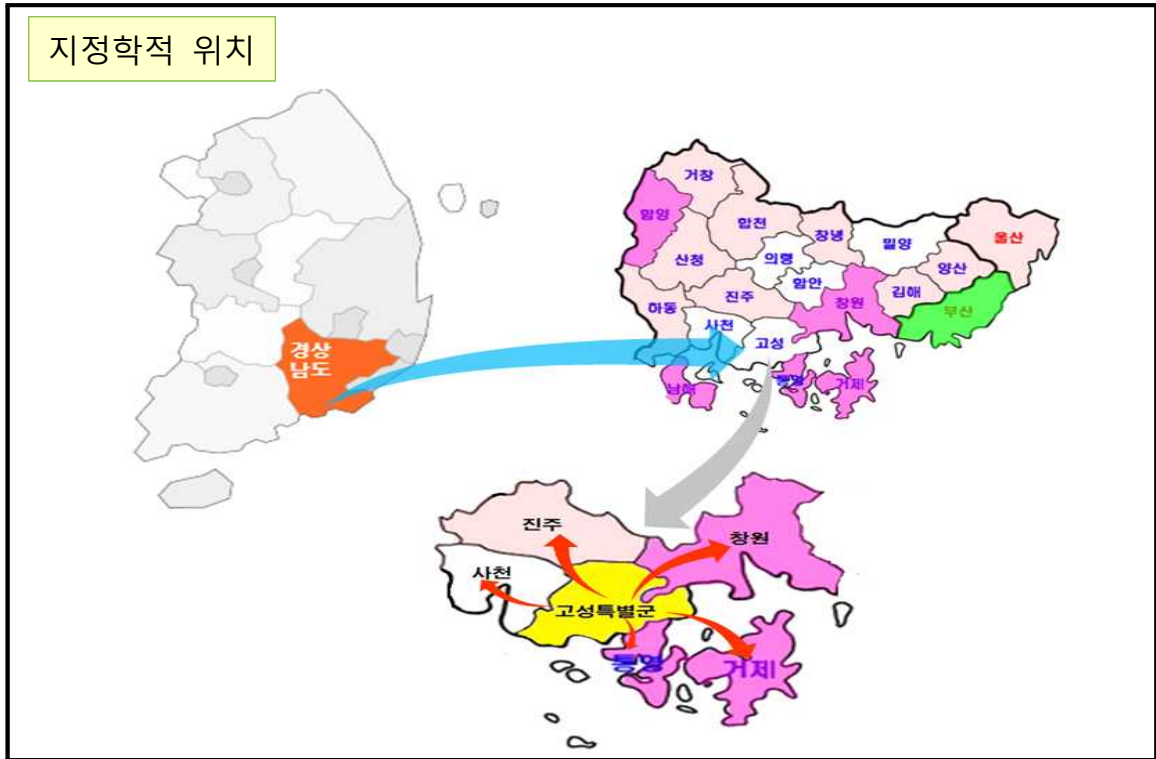 지정학적 위치
경상
남도
거창
함양
합천
창녕
밀양
울산
산청
의령
양산
함안
김해
하동
진주
창원
부산
사천
고성
남해
통영
거제
진주
창원
사천
고성특별군
통영
거제